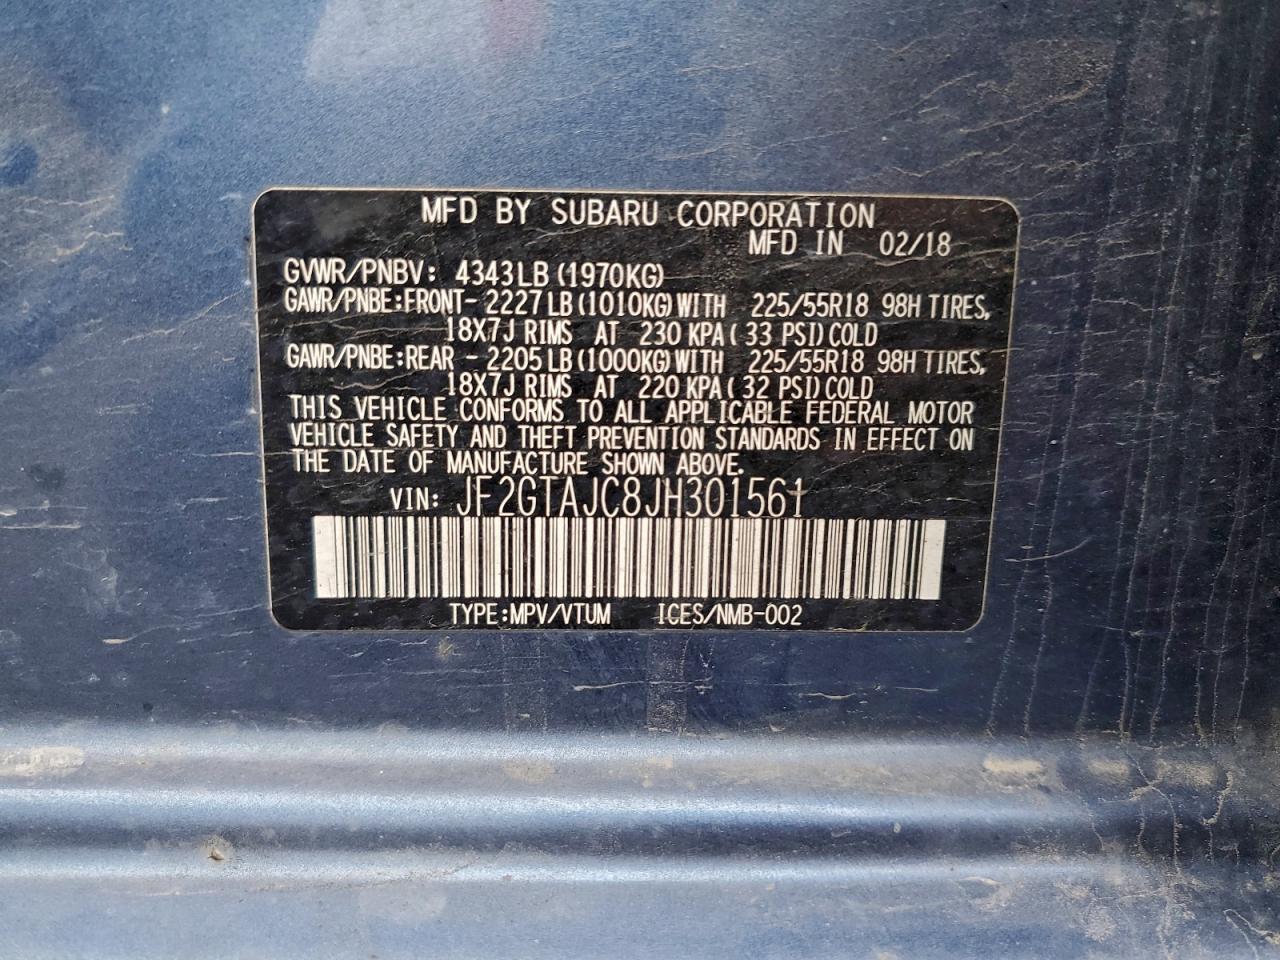 MFD BY SUBARU CORPORATION
MFD IN 02/18
GVWR/PNBV: 4343LB (1970KG)
GAWR/PNBE:FRONT- 2227LB (1010KG) WITH 225/55R18 98H TIRES,
18X7J RIMS AT 230 KPA ( 33 PSI) COLD
GAWR/PNBE:REAR - 2205LB (1000KG) WITH 225/55R18 98H TIRES,
18X7J RIMS AT 220 KPA ( 32 PSI) COLD
THIS VEHICLE CONFORMS TO ALL APPLICABLE FEDERAL MOTOR
VEHICLE SAFETY AND THEFT PREVENTION STANDARDS IN EFFECT ON
THE DATE OF MANUFACTURE SHOWN ABOVE.
VIN: JF2GTAJC8JH301561
TYPE:MPV/VTUM ICES/NMB-002